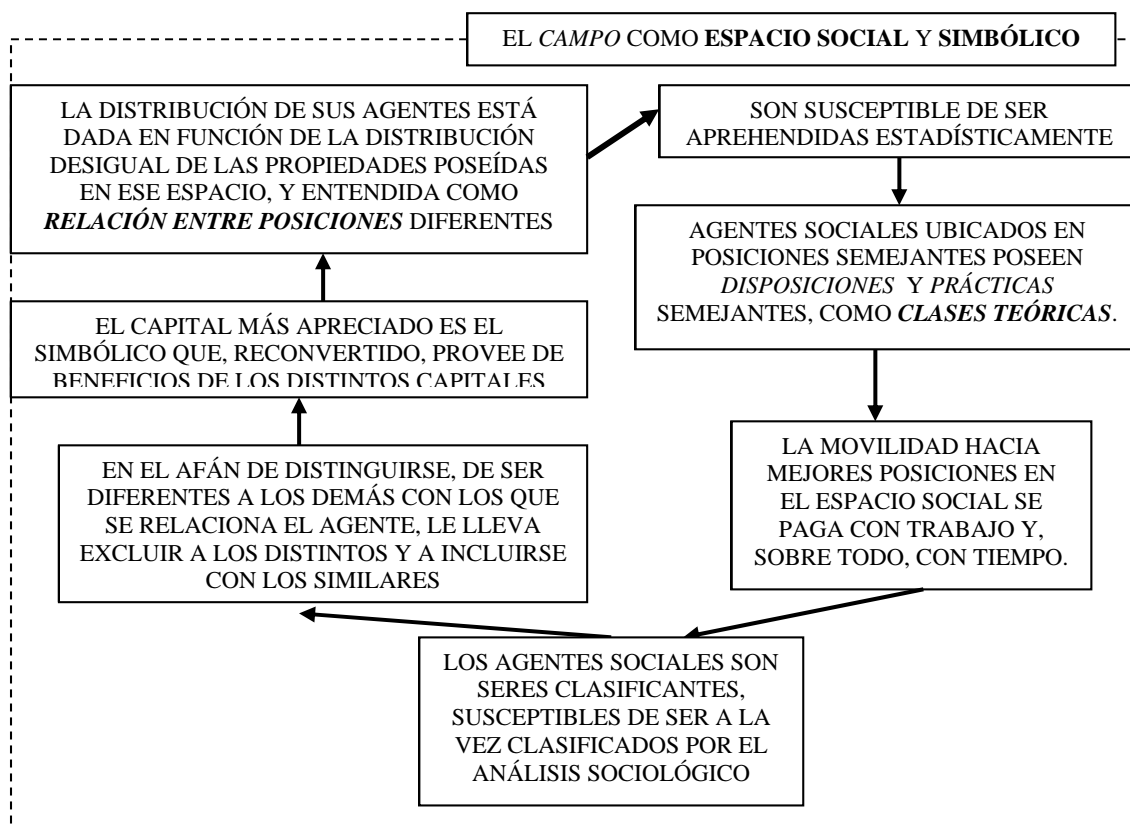 EL CAMPO COMO ESPACIO SOCIAL Y SIMBÓLICO
LA DISTRIBUCIÓN DE SUS AGENTES ESTÁ
DADA EN FUNCIÓN DE LA DISTRIBUCIÓN
DESIGUAL DE LAS PROPIEDADES POSEÍDAS
EN ESE ESPACIO, Y ENTENDIDA COMO
RELACIÓN ENTRE POSICIONES DIFERENTES
SON SUSCEPTIBLE DE SER
APREHENDIDAS ESTADÍSTICAMENTE
AGENTES SOCIALES UBICADOS EN
POSICIONES SEMEJANTES POSEEN
DISPOSICIONES Y PRÁCTICAS
SEMEJANTES, COMO CLASES TEÓRICAS.
LA MOVILIDAD HACIA
MEJORES POSICIONES EN
EL ESPACIO SOCIAL SE
PAGA CON TRABAJO Y,
SOBRE TODO, CON TIEMPO.
LOS AGENTES SOCIALES SON
SERES CLASIFICANTES,
SUSCEPTIBLES DE SER A LA
VEZ CLASIFICADOS POR EL
ANÁLISIS SOCIOLÓGICO
EN EL AFÁN DE DISTINGUIRSE, DE SER
DIFERENTES A LOS DEMÁS CON LOS QUE
SE RELACIONA EL AGENTE, LE LLEVA
EXCLUIR A LOS DISTINTOS Y A INCLUIRSE
CON LOS SIMILARES
EL CAPITAL MÁS APRECIADO ES EL
SIMBÓLICO QUE, RECONVERTIDO, PROVEE DE
BENEFICIOS DE LOS DISTINTOS CAPITALES